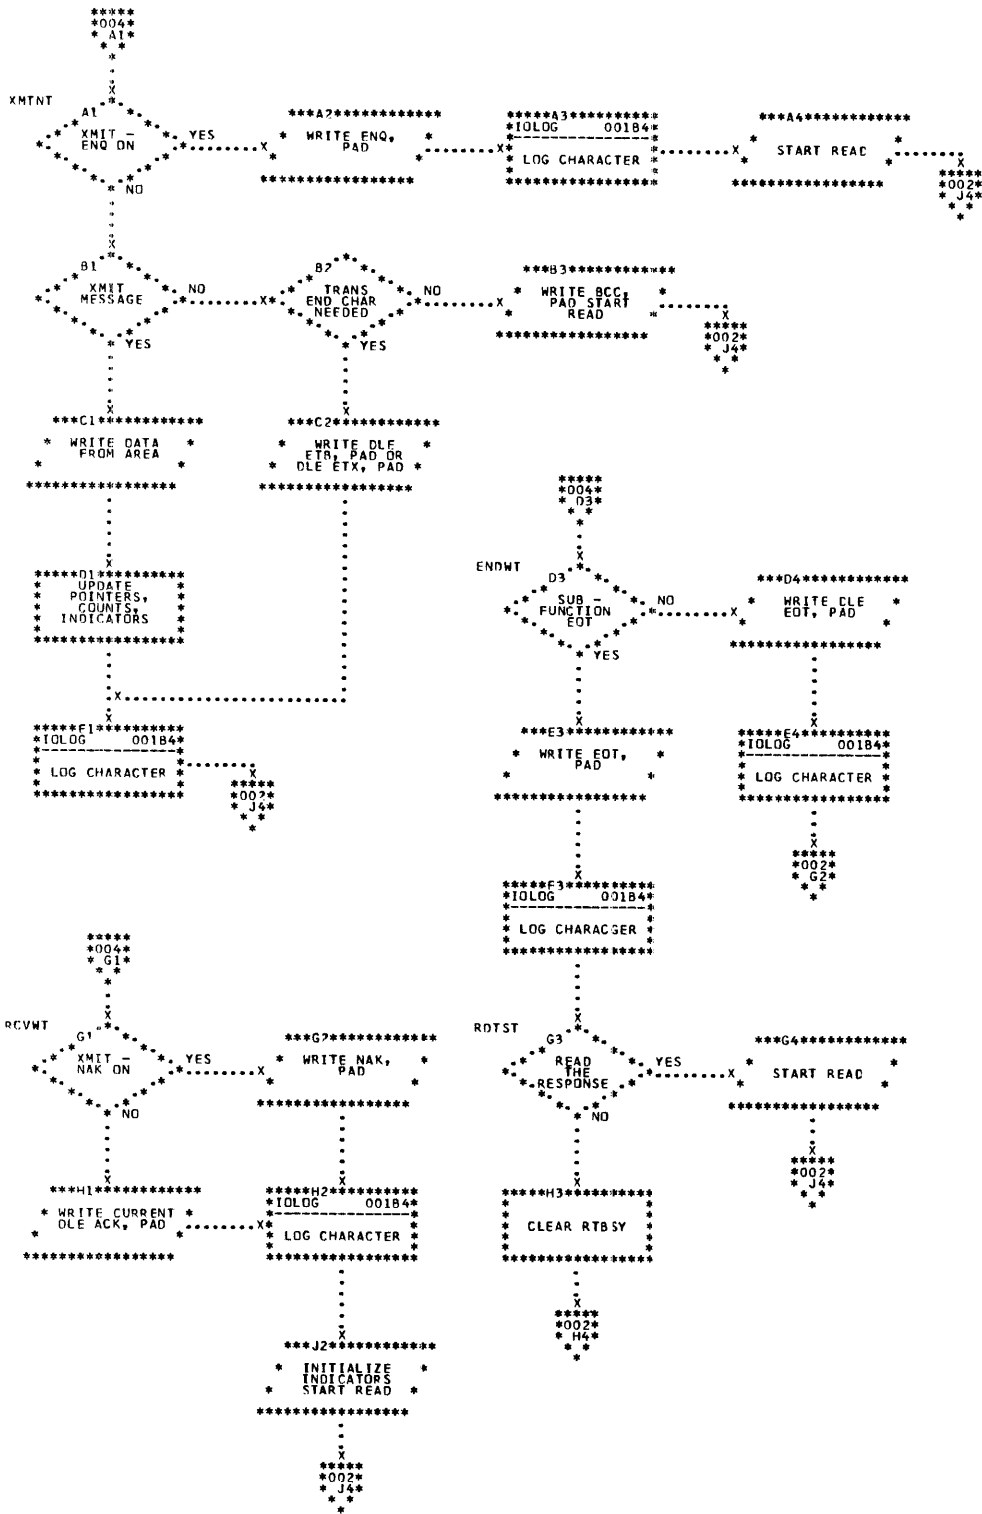 004
A1
XMTNT
A1
XMIT -
ENQ ON
YES
NO
A2
WRITE ENQ,
PAD
A3
IOLOG 001B4
LOG CHARACTER
A4
START READ
002
J4
B1
XMIT
MESSAGE
NO
YES
B2
TRANS
END CHAR
NEEDED
NO
YES
B3
WRITE BCC,
PAD START
READ
002
J4
C1
WRITE DATA
FROM AREA
C2
WRITE DLE
ETB, PAD OR
DLE ETX, PAD
004
D3
D1
UPDATE
POINTERS,
COUNTS,
INDICATORS
ENDWT
D3
SUB -
FUNCTION
EOT
NO
YES
D4
WRITE DLE
EOT, PAD
F1
IOLOG 001B4
LOG CHARACTER
002
J4
E3
WRITE EOT,
PAD
E4
IOLOG 001B4
LOG CHARACTER
002
G2
F3
IOLOG 001B4
LOG CHARACGER
004
G1
RCVWT
G1
XMIT -
NAK ON
YES
NO
G2
WRITE NAK,
PAD
RDTST
G3
READ
THE
RESPONSE
YES
NO
G4
START READ
002
J4
H1
WRITE CURRENT
DLE ACK, PAD
H2
IOLOG 001B4
LOG CHARACTER
H3
CLEAR RTBSY
002
H4
J2
INITIALIZE
INDICATORS
START READ
002
J4